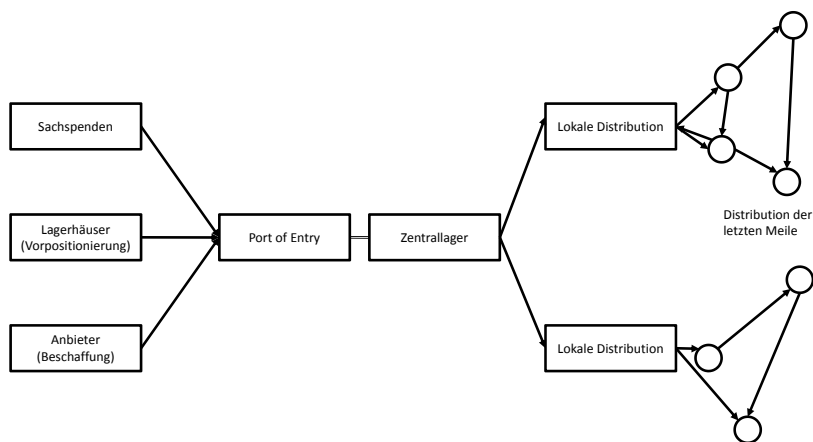 Sachspenden
Lagerhäuser
(Vorpositionierung)
Anbieter
(Beschaffung)
Port of Entry
Zentrallager
Lokale Distribution
Distribution der
letzten Meile
Lokale Distribution